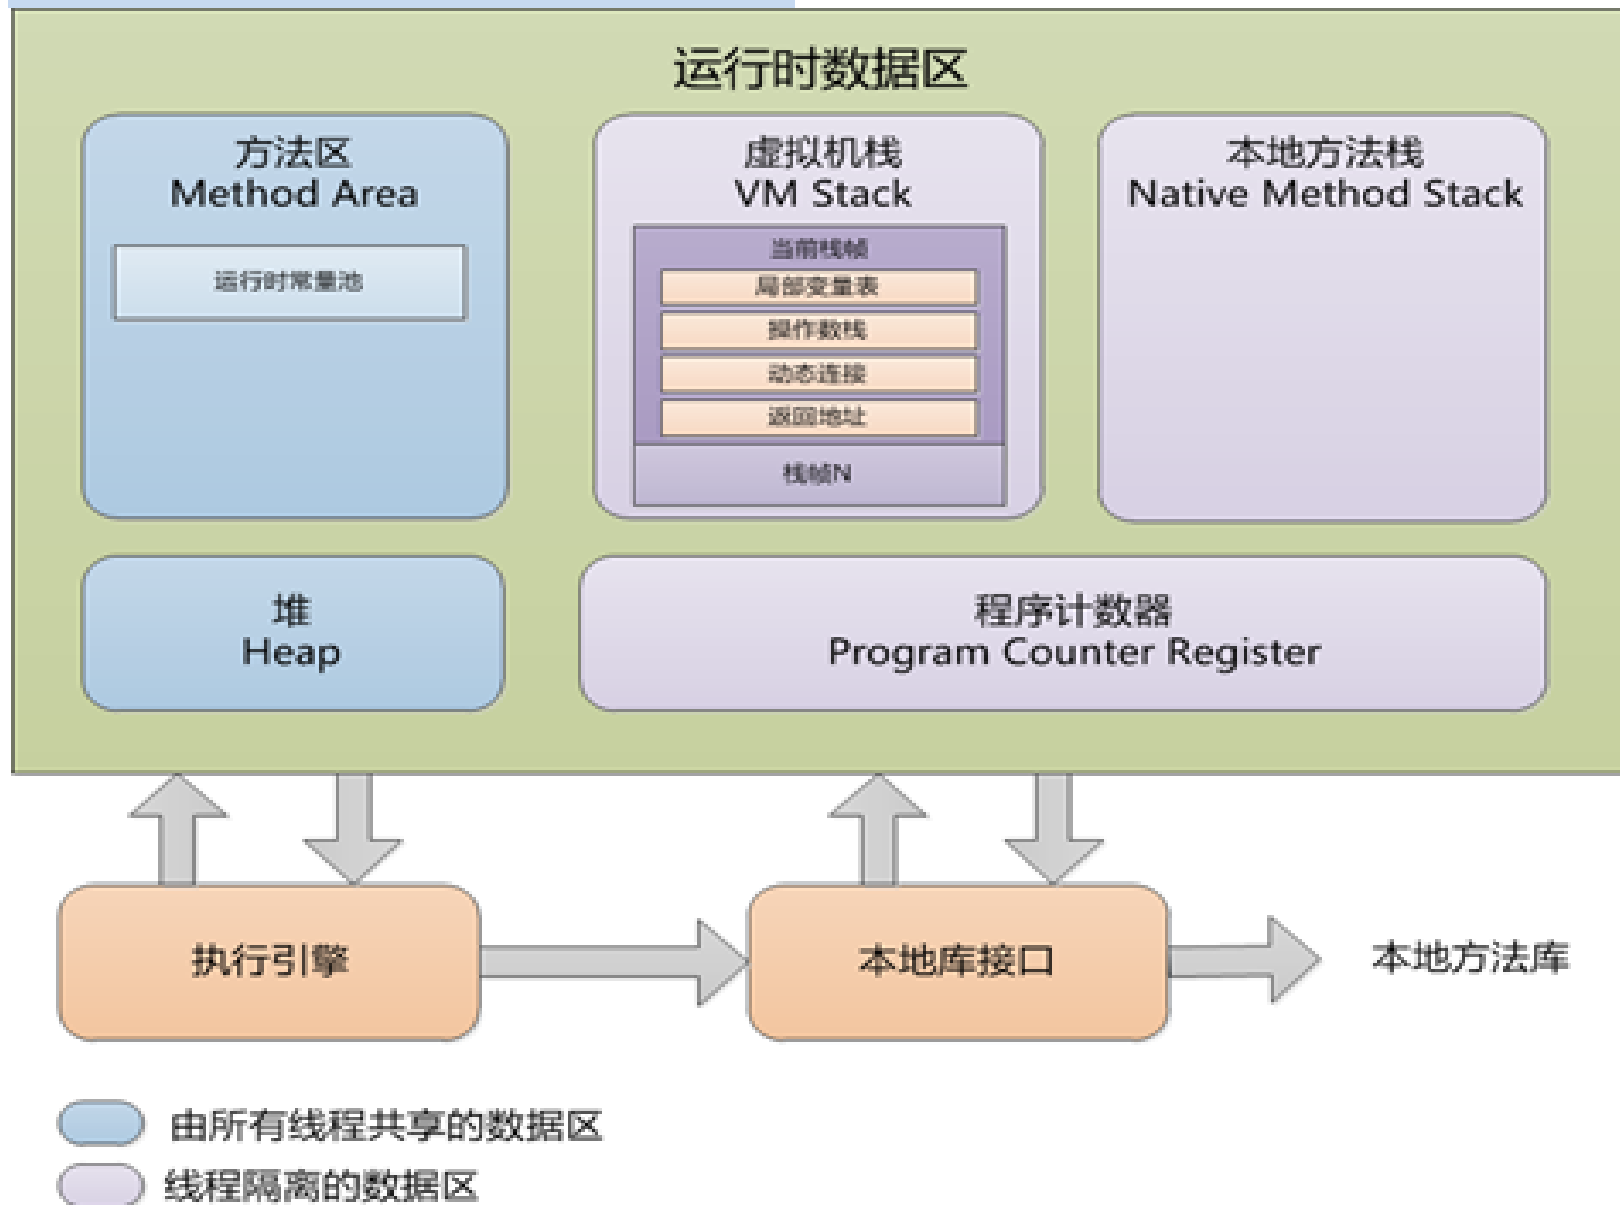 运行时数据区
方法区
Method Area
运行时常量池
虚拟机栈
VM Stack
当前栈帧
局部变量表
操作数栈
动态连接
返回地址
栈帧N
本地方法栈
Native Method Stack
堆
Heap
程序计数器
Program Counter Register
执行引擎
本地库接口
本地方法库
由所有线程共享的数据区
线程隔离的数据区